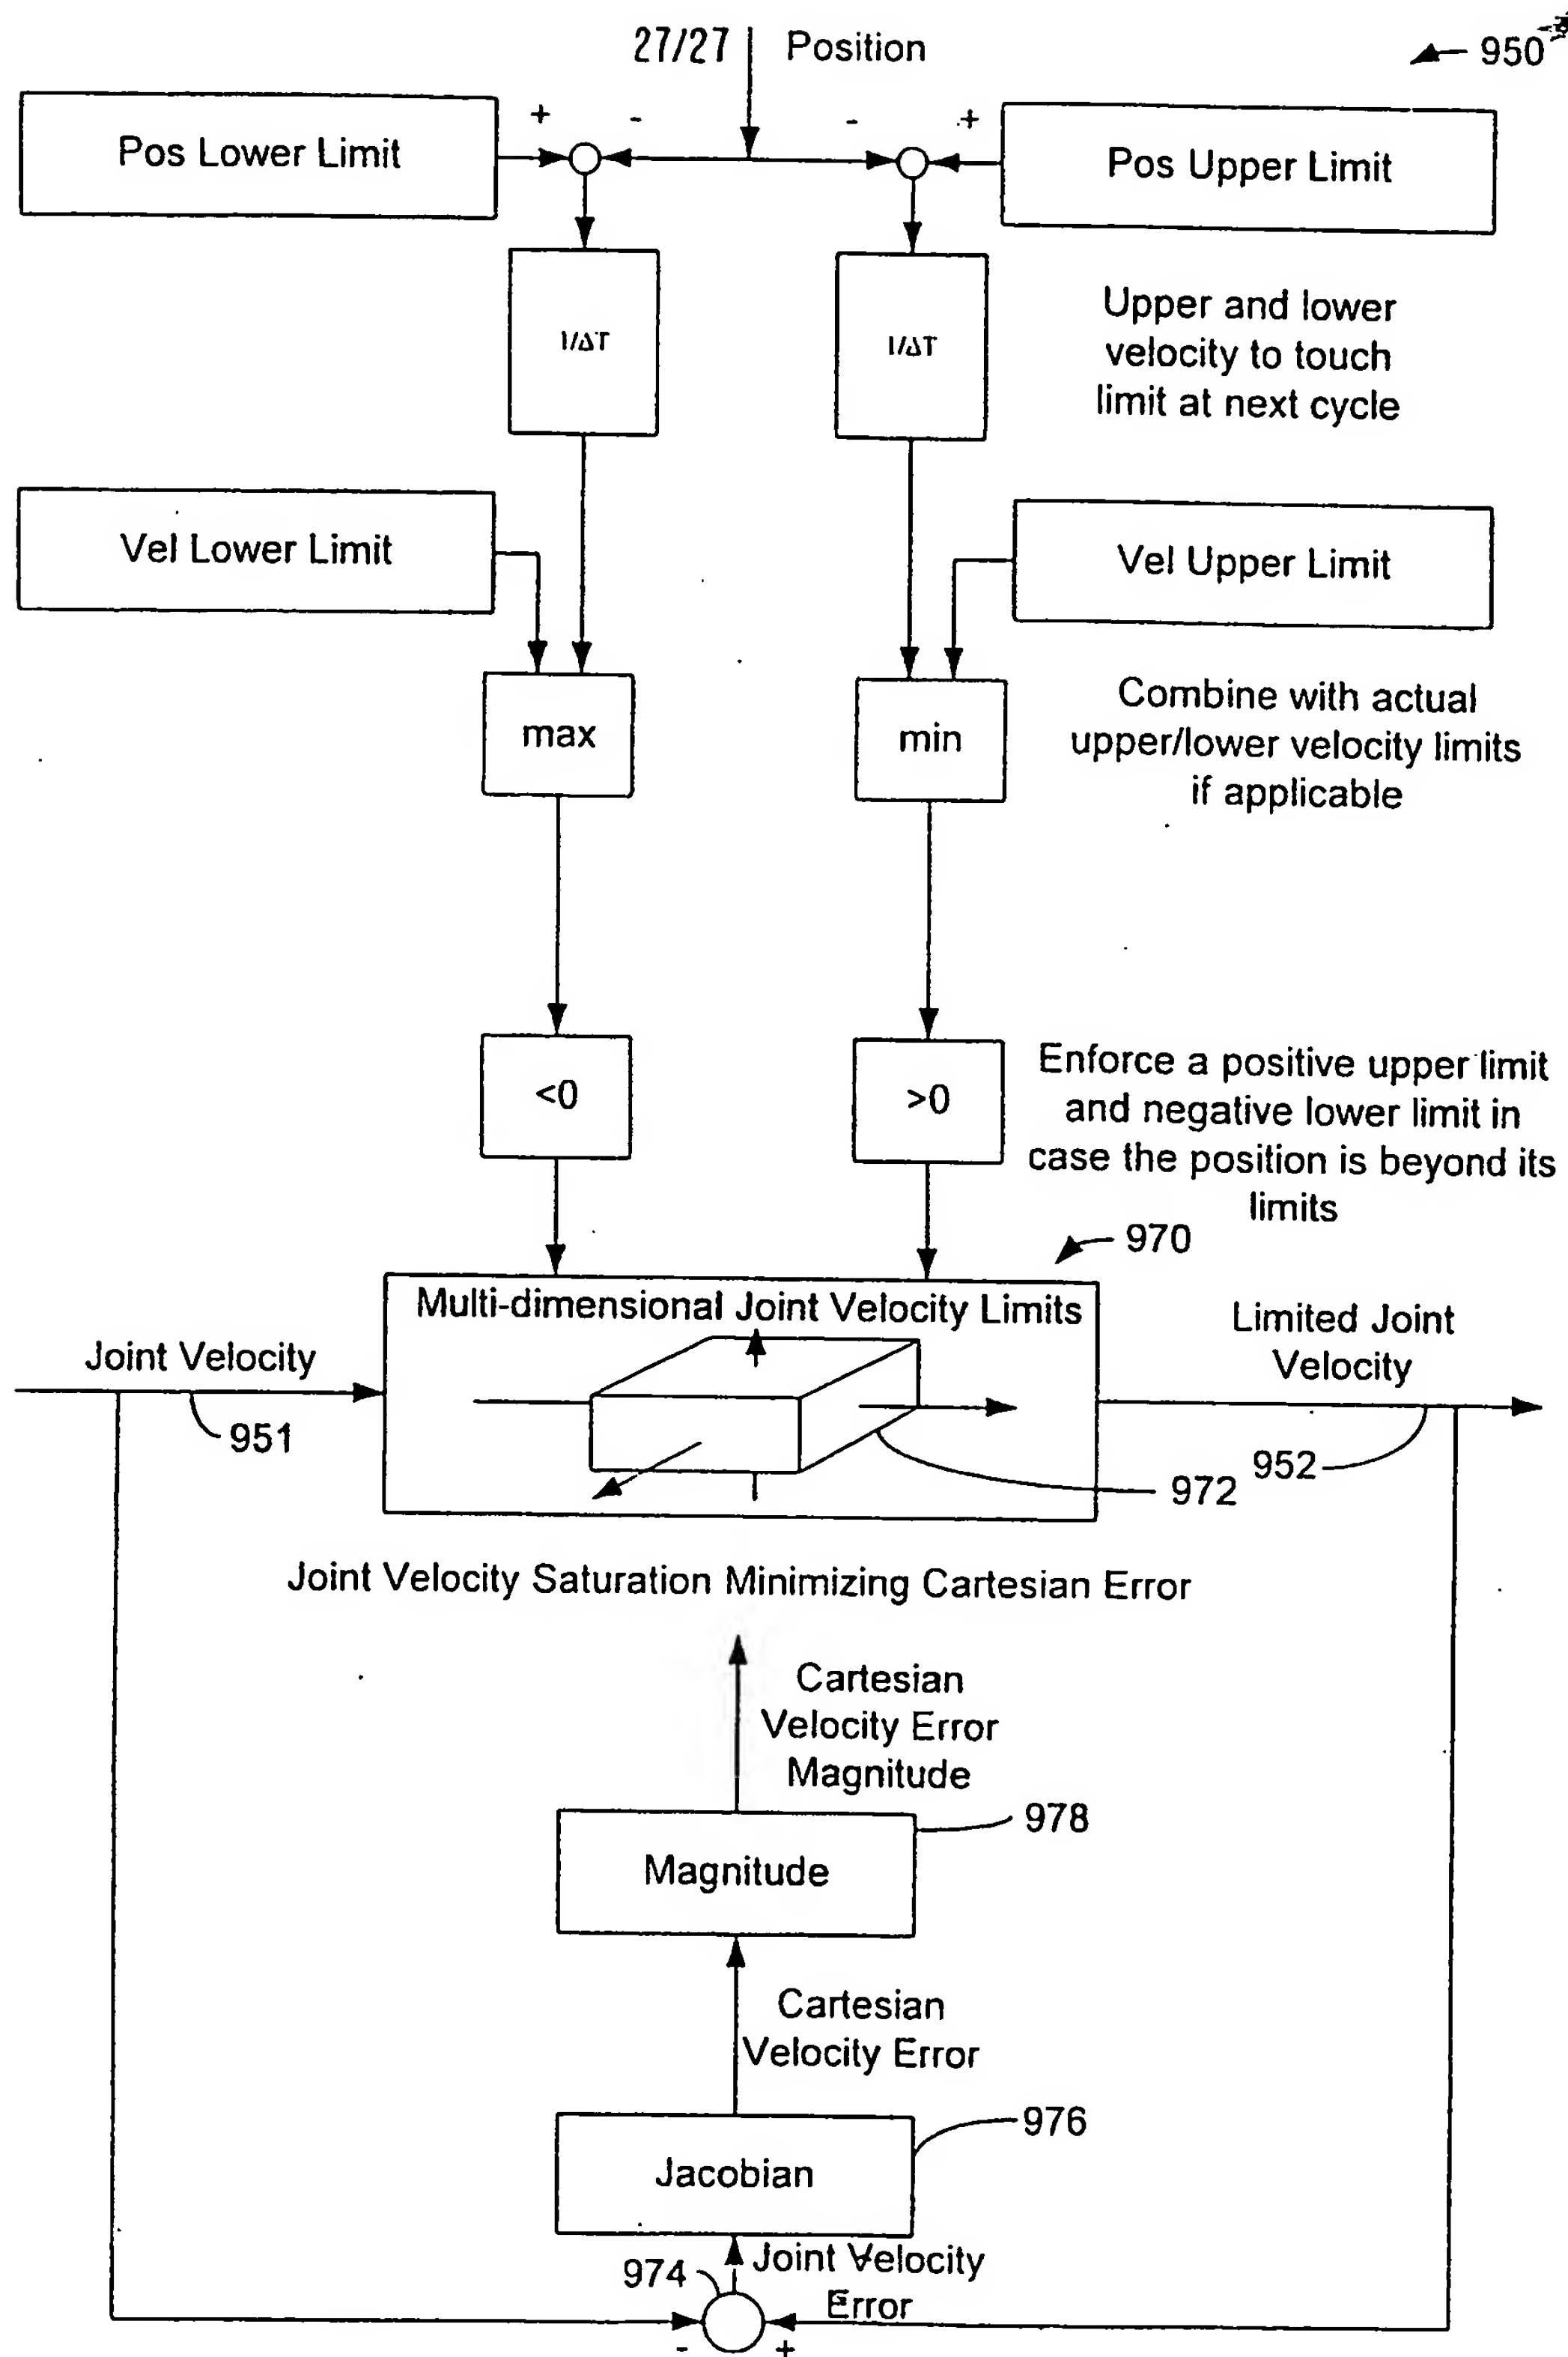 27/27
Position
950
+
-
-
+
Pos Lower Limit
Pos Upper Limit
1/ΔT
1/ΔT
Upper and lower
velocity to touch
limit at next cycle
Vel Lower Limit
Vel Upper Limit
max
min
Combine with actual
upper/lower velocity limits
if applicable
<0
>0
Enforce a positive upper limit
and negative lower limit in
case the position is beyond its
limits
970
Multi-dimensional Joint Velocity Limits
Joint Velocity
Limited Joint
Velocity
951
952
972
Joint Velocity Saturation Minimizing Cartesian Error
Cartesian
Velocity Error
Magnitude
978
Magnitude
Cartesian
Velocity Error
976
Jacobian
974
Joint Velocity
Error
-
+